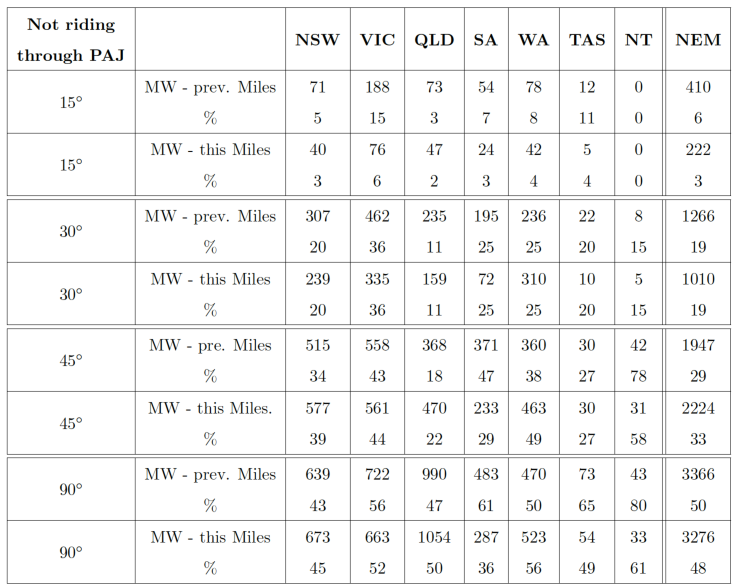 Not riding
through PAJ
NSW VIC QLD SA WA TAS NT NEM
15° MW - prev. Miles 71 188 73 54 78 12 0 410
% 5 15 3 7 8 11 0 6
15° MW - this Miles 40 76 47 24 42 5 0 222
% 3 6 2 3 4 4 0 3
30° MW - prev. Miles 307 462 235 195 236 22 8 1266
% 20 36 11 25 25 20 15 19
30° MW - this Miles 239 335 159 72 310 10 5 1010
% 20 36 11 25 25 20 15 19
45° MW - pre. Miles 515 558 368 371 360 30 42 1947
% 34 43 18 47 38 27 78 29
45° MW - this Miles. 577 561 470 233 463 30 31 2224
% 39 44 22 29 49 27 58 33
90° MW - prev. Miles 639 722 990 483 470 73 43 3366
% 43 56 47 61 50 65 80 50
90° MW - this Miles 673 663 1054 287 523 54 33 3276
% 45 52 50 36 56 49 61 48